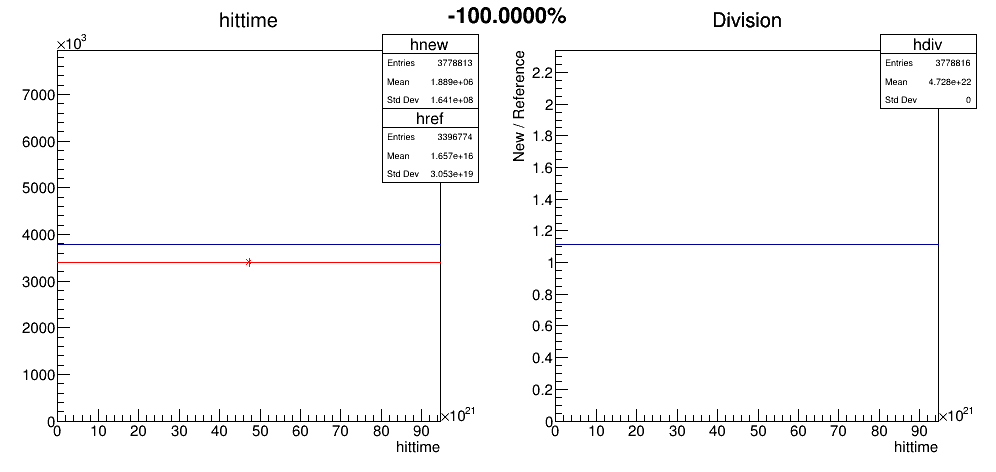 -100.0000%
hittime
×10³
hnew
Entries 3778813
Mean 1.889e+06
Std Dev 1.641e+08
href
Entries 3396774
Mean 1.657e+16
Std Dev 3.053e+19
7000
6000
5000
4000
3000
2000
1000
0
0 10 20 30 40 50 60 70 80 90
×10²¹
hittime
Division
hdiv
Entries 3778816
Mean 4.728e+22
Std Dev 0
New / Reference
2.2
2
1.8
1.6
1.4
1.2
1
0.8
0.6
0.4
0.2
0
0 10 20 30 40 50 60 70 80 90
×10²¹
hittime